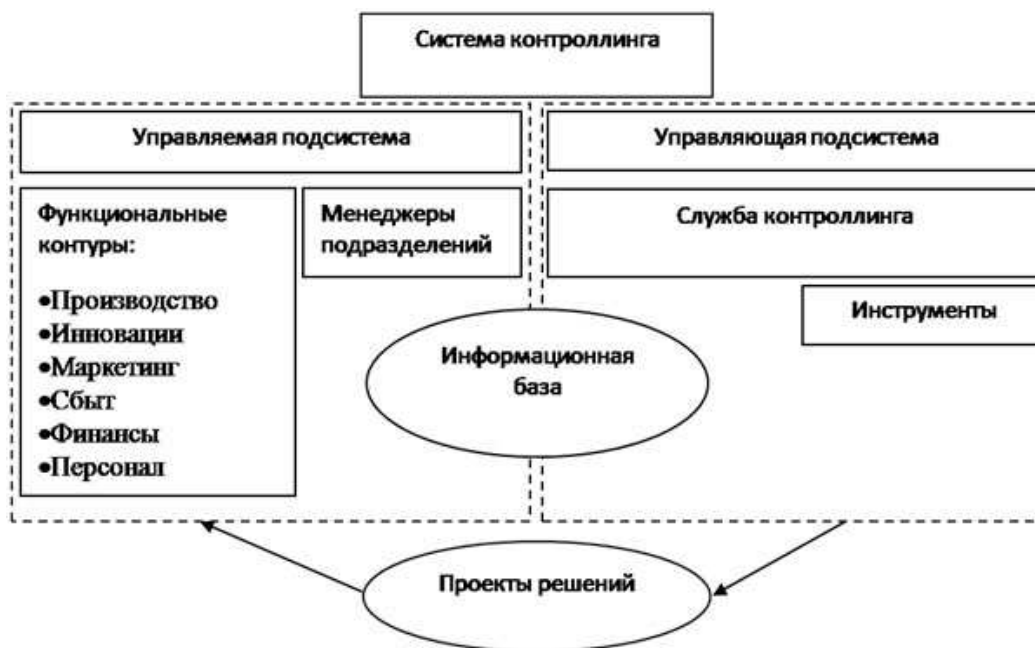 Система контроллинга
Управляемая подсистема
Управляющая подсистема
Функциональные
контуры:
•Производство
•Инновации
•Маркетинг
•Сбыт
•Финансы
•Персонал
Менеджеры
подразделений
Служба контроллинга
Инструменты
Информационная
база
Проекты решений